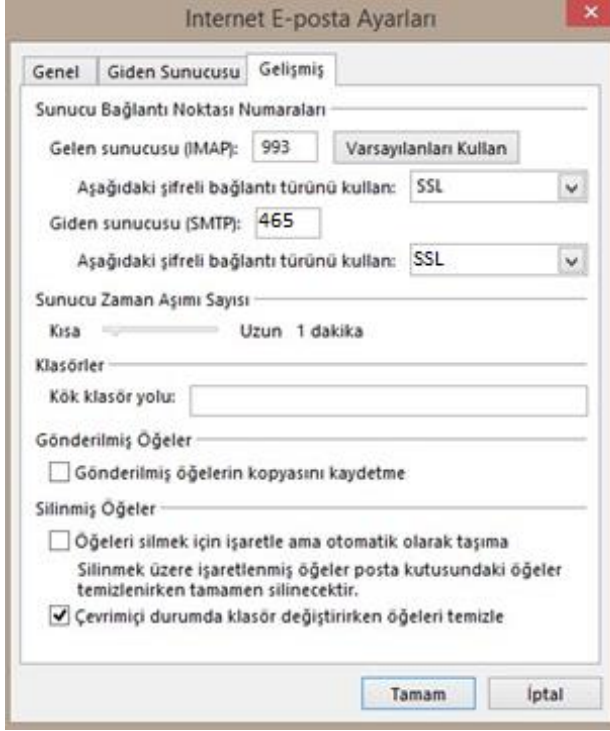 Internet E-posta Ayarları
Genel Giden Sunucusu Gelişmiş
Sunucu Bağlantı Noktası Numaraları
Gelen sunucusu (IMAP): 993 Varsayılanları Kullan
Aşağıdaki şifreli bağlantı türünü kullan: SSL
Giden sunucusu (SMTP): 465
Aşağıdaki şifreli bağlantı türünü kullan: SSL
Sunucu Zaman Aşımı Sayısı
Kısa Uzun 1 dakika
Klasörler
Kök klasör yolu:
Gönderilmiş Öğeler
Gönderilmiş öğelerin kopyasını kaydetme
Silinmiş Öğeler
Öğeleri silmek için işaretle ama otomatik olarak taşıma
Silinmek üzere işaretlenmiş öğeler posta kutusundaki öğeler
temizlenirken tamamen silinecektir.
Çevrimiçi durumda klasör değiştirirken öğeleri temizle
Tamam İptal